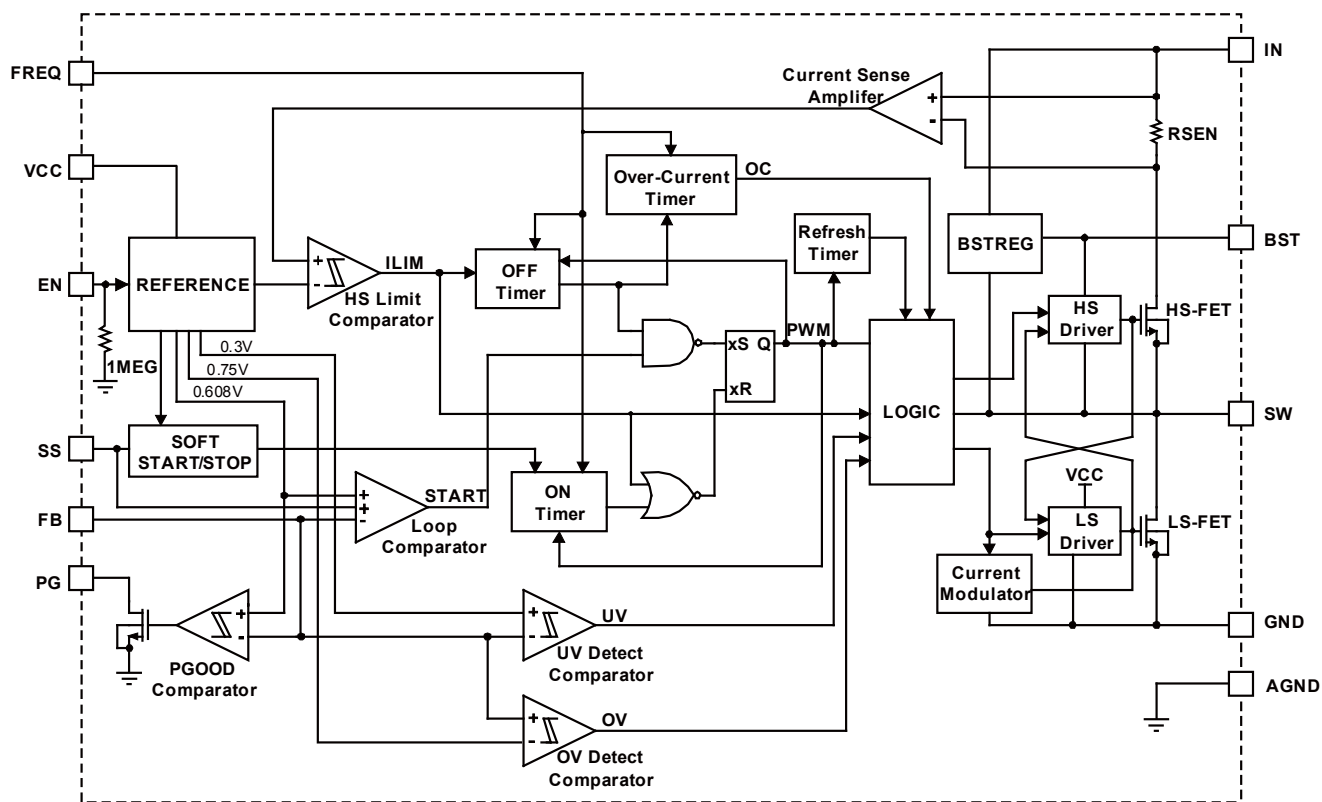 FREQ
VCC
EN
SS
FB
PG
IN
BST
SW
GND
AGND
Current Sense
Amplifer
+
-
RSEN
Over-Current
Timer
OC
Refresh
Timer
BSTREG
REFERENCE
1MEG
0.3V
0.75V
0.608V
+
-
HS Limit
Comparator
ILIM
OFF
Timer
xS Q
xR
PWM
LOGIC
HS
Driver
HS-FET
SOFT
START/STOP
+
+
-
START
Loop
Comparator
ON
Timer
VCC
LS
Driver
LS-FET
Current
Modulator
+
-
PGOOD
Comparator
+
-
UV
UV Detect
Comparator
+
-
OV
OV Detect
Comparator